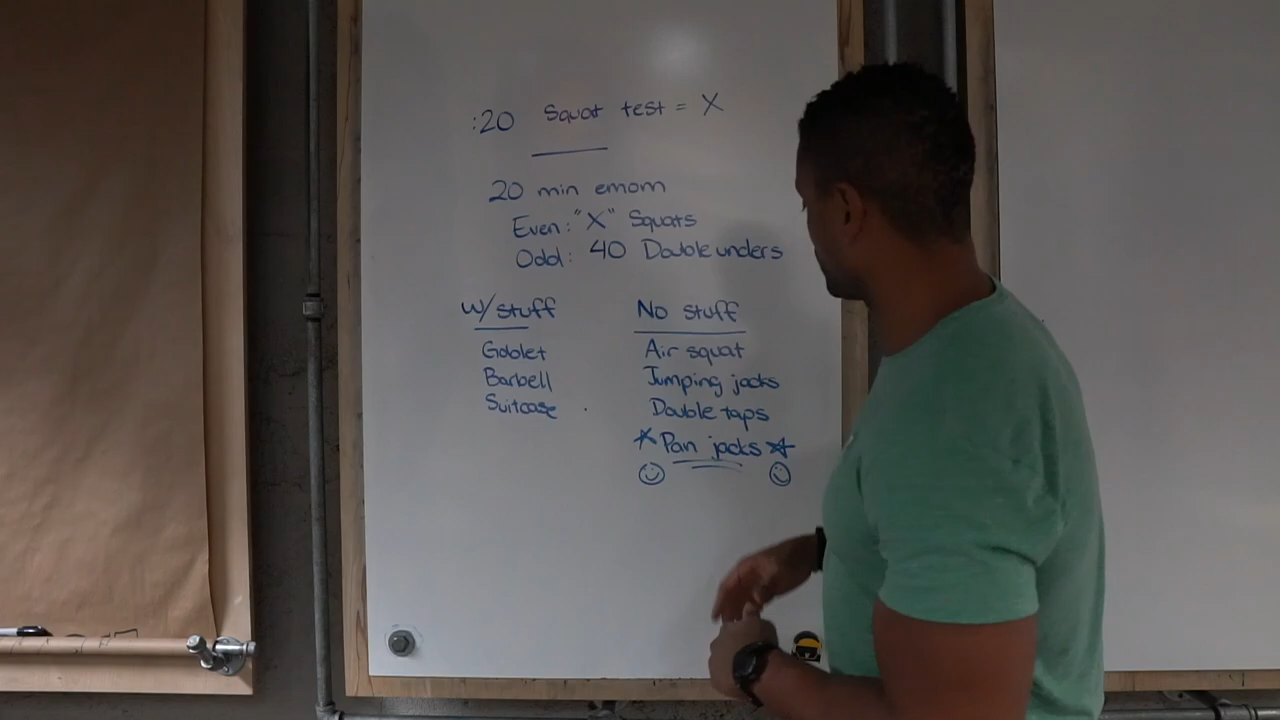 :20 Squat test = X
20 min emom
Even: "X" Squats
Odd: 40 Double unders
W/ stuff
Goblet
Barbell
Suitcase
No stuff
Air squat
Jumping jacks
Double taps
Pan jacks